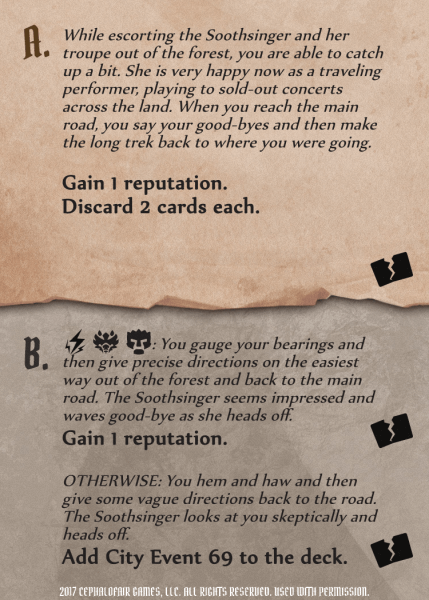 A. While escorting the Soothsinger and her
troupe out of the forest, you are able to catch
up a bit. She is very happy now as a traveling
performer, playing to sold-out concerts
across the land. When you reach the main
road, you say your good-byes and then make
the long trek back to where you were going.
Gain 1 reputation.
Discard 2 cards each.
B. : You gauge your bearings and
then give precise directions on the easiest
way out of the forest and back to the main
road. The Soothsinger seems impressed and
waves good-bye as she heads off.
Gain 1 reputation.
OTHERWISE: You hem and haw and then
give some vague directions back to the road.
The Soothsinger looks at you skeptically and
heads off.
Add City Event 69 to the deck.
2017 CEPHALOFAIR GAMES, LLC. ALL RIGHTS RESERVED. USED WITH PERMISSION.